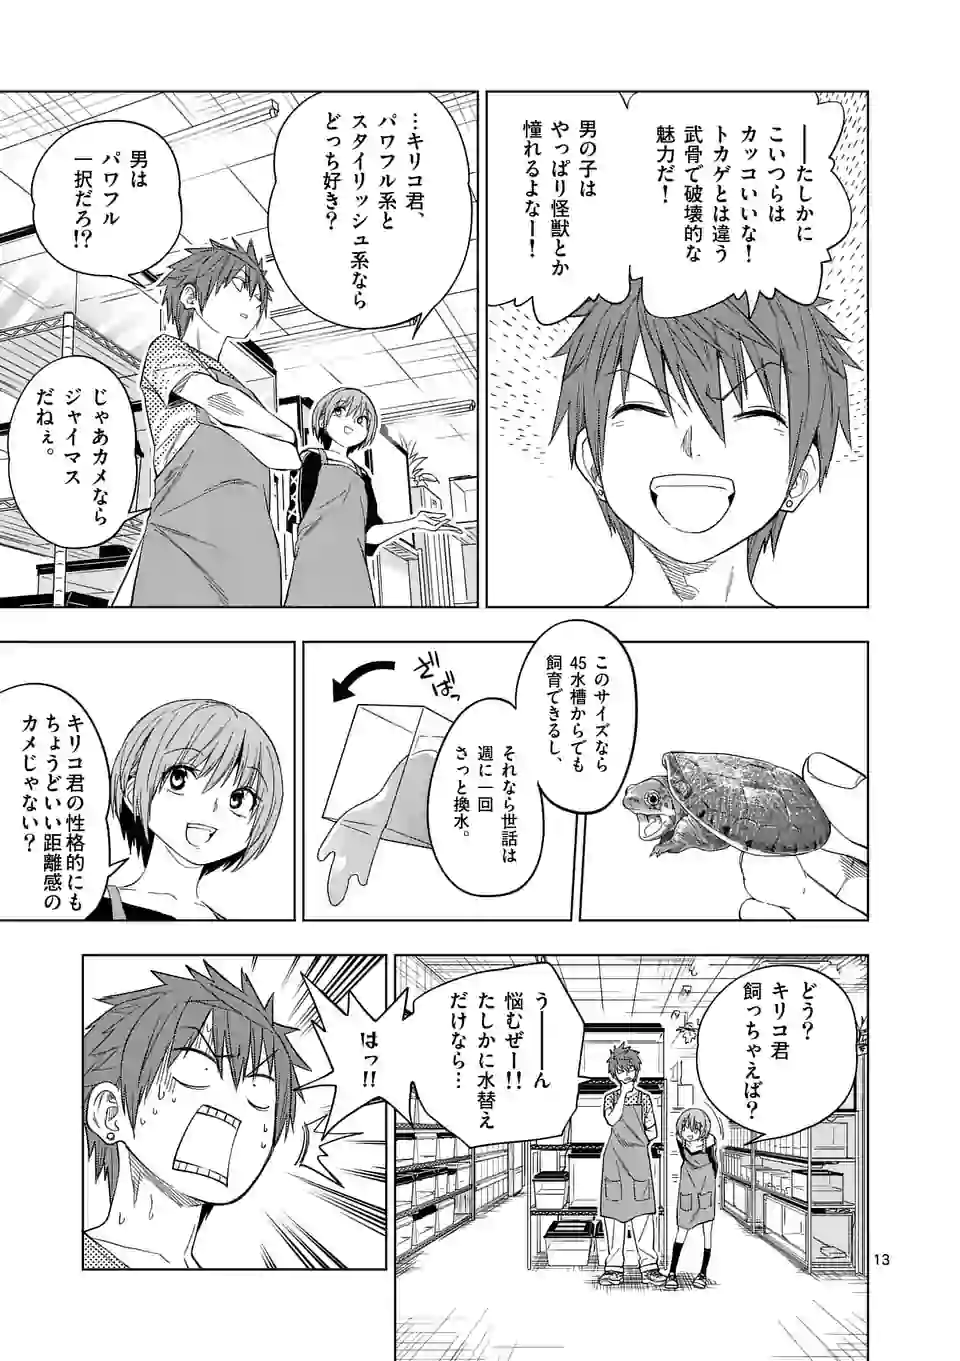 ――たしかに
こいつらは
カッコいいな!
トカゲとは違う
武骨で破壊的な
魅力だ!
男の子は
やっぱり怪獣とか
憧れるよなー!
…キリコ君、
パワフル系と
スタイリッシュ系なら
どっち好き?
男は
パワフル
一択だろ!?
じゃあカメなら
ジャイマス
だねぇ。
このサイズなら
45水槽からでも
飼育できるし、
それなら世話は
週に一回
さっと換水。
ざばっ
キリコ君の性格的にも
ちょうどいい距離感の
カメじゃない?
どう?
キリコ君
飼っちゃえば?
うーーん
悩むぜー!!
たしかに水替え
だけなら…
はっ!!
13